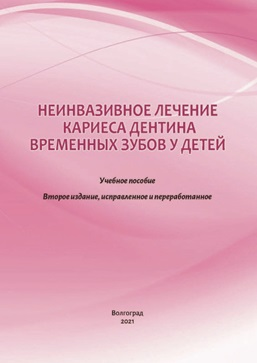 НЕИНВАЗИВНОЕ ЛЕЧЕНИЕ
КАРИЕСА ДЕНТИНА
ВРЕМЕННЫХ ЗУБОВ У ДЕТЕЙ
Учебное пособие
Второе издание, исправленное и переработанное
Волгоград
2021